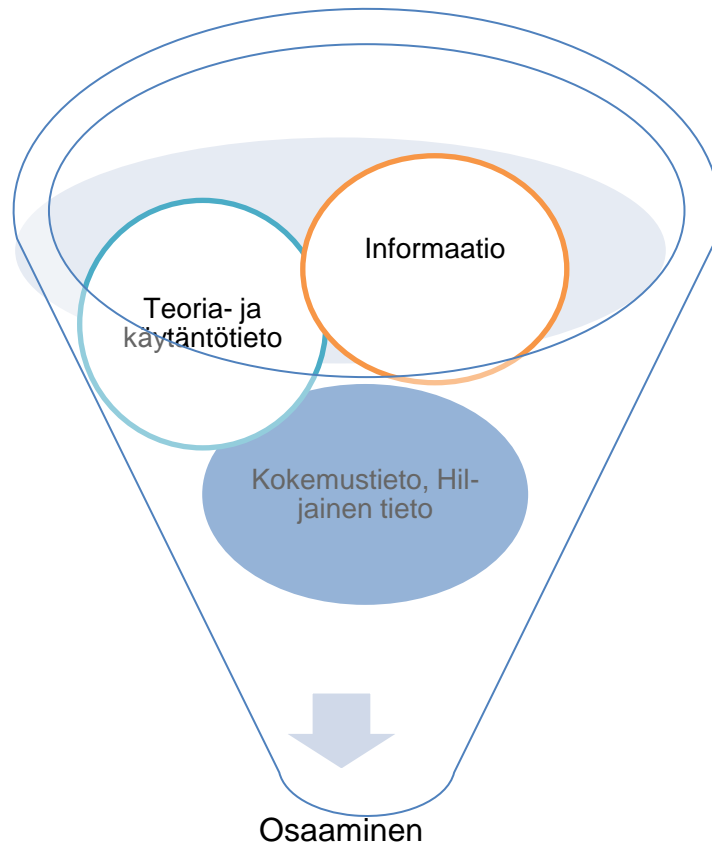 Informaatio
Teoria- ja
käytäntötieto
Kokemustieto, Hil-
jainen tieto
Osaaminen